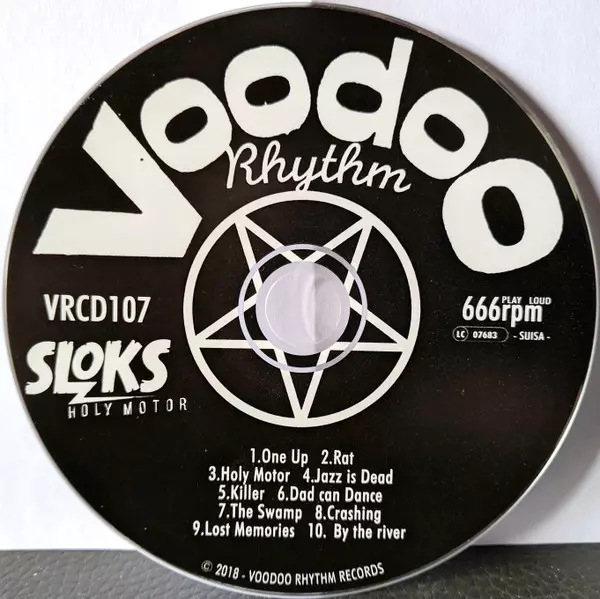 Voodoo
Rhythm
VRCD107
PLAY LOUD
666rpm
LC 07683 - SUISA -
SLOKS
HOLY MOTOR
1.One Up 2.Rat
3.Holy Motor 4.Jazz is Dead
5.Killer 6.Dad can Dance
7.The Swamp 8.Crashing
9.Lost Memories 10. By the river
© 2018 - VOODOO RHYTHM RECORDS